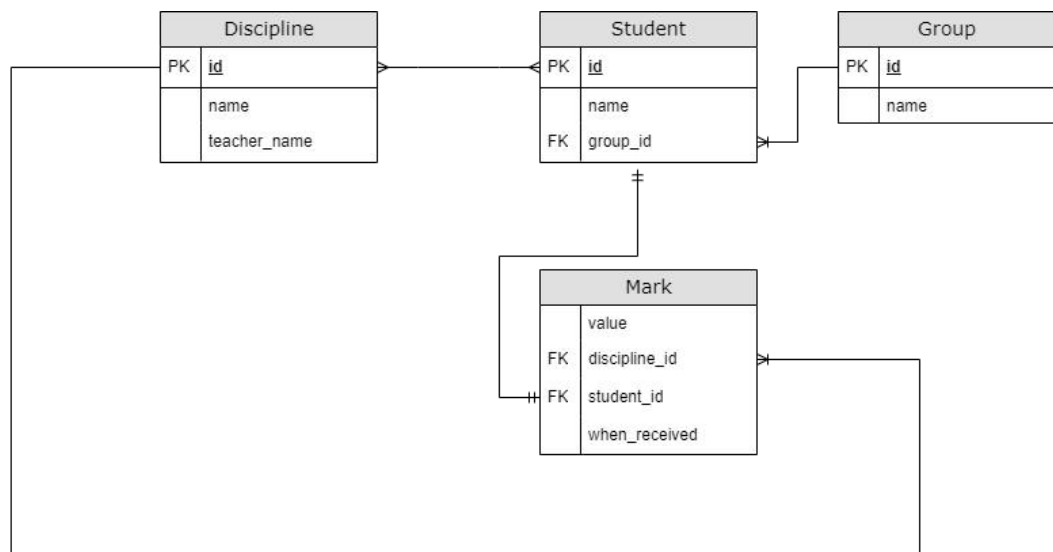 Discipline
PK id
name
teacher_name
Student
PK id
name
FK group_id
Group
PK id
name
Mark
value
FK discipline_id
FK student_id
when_received